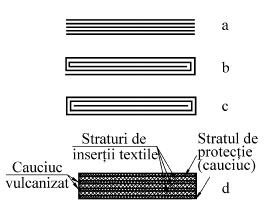 a
b
c
Straturi de
inserții textile
Stratul de
protecție
(cauciuc)
Cauciuc
vulcanizat
d